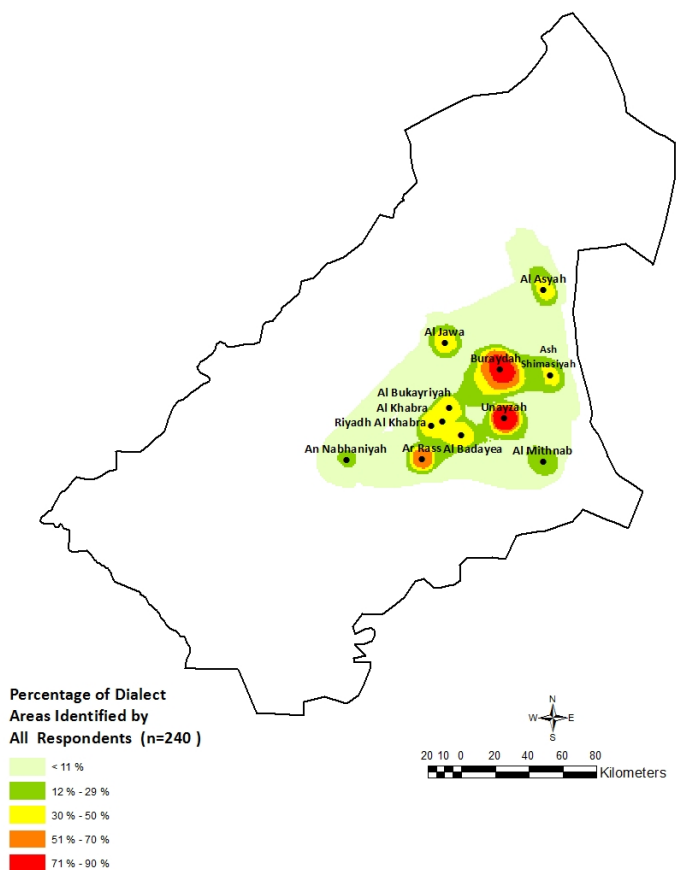 Al Asyah
Al Jawa
Ash
Shimasiyah
Buraydah
Al Bukayriyah
Al Khabra
Unayzah
Riyadh Al Khabra
An Nabhaniyah
Ar Rass
Al Badayea
Al Mithnab
Percentage of Dialect
Areas Identified by
All Respondents (n=240 )
< 11 %
12 % - 29 %
30 % - 50 %
51 % - 70 %
71 % - 90 %
N
W E
S
20 10 0 20 40 60 80
Kilometers